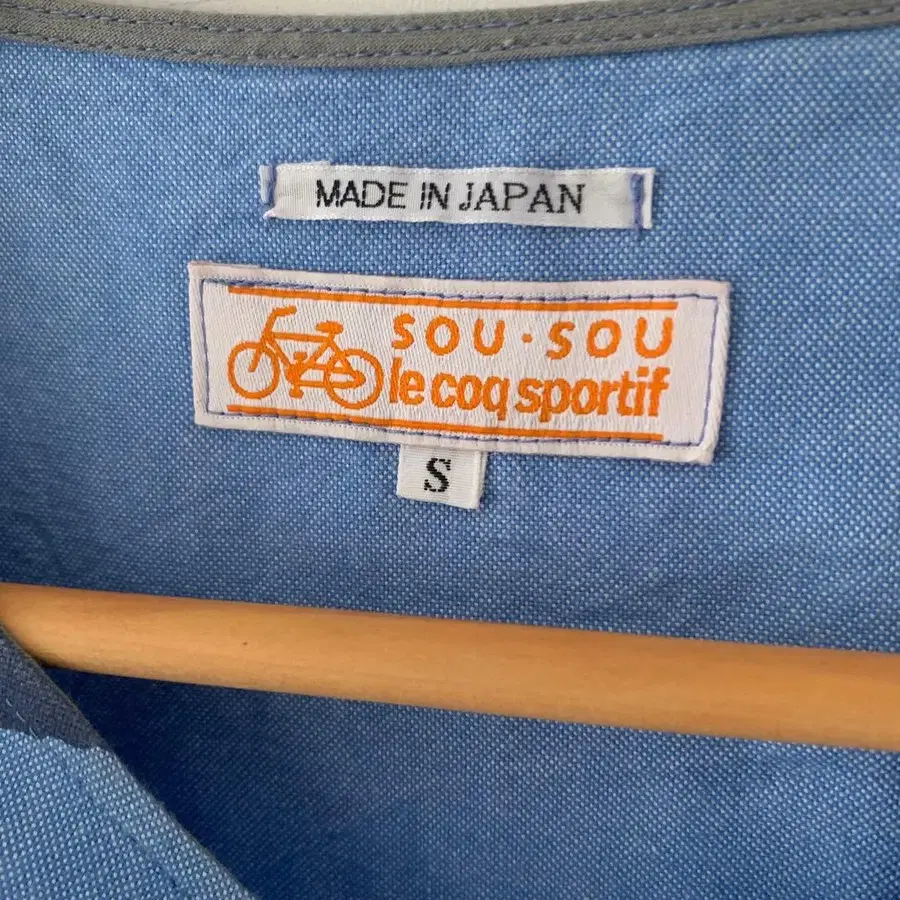 MADE IN JAPAN
SOU・SOU
le coq sportif
S